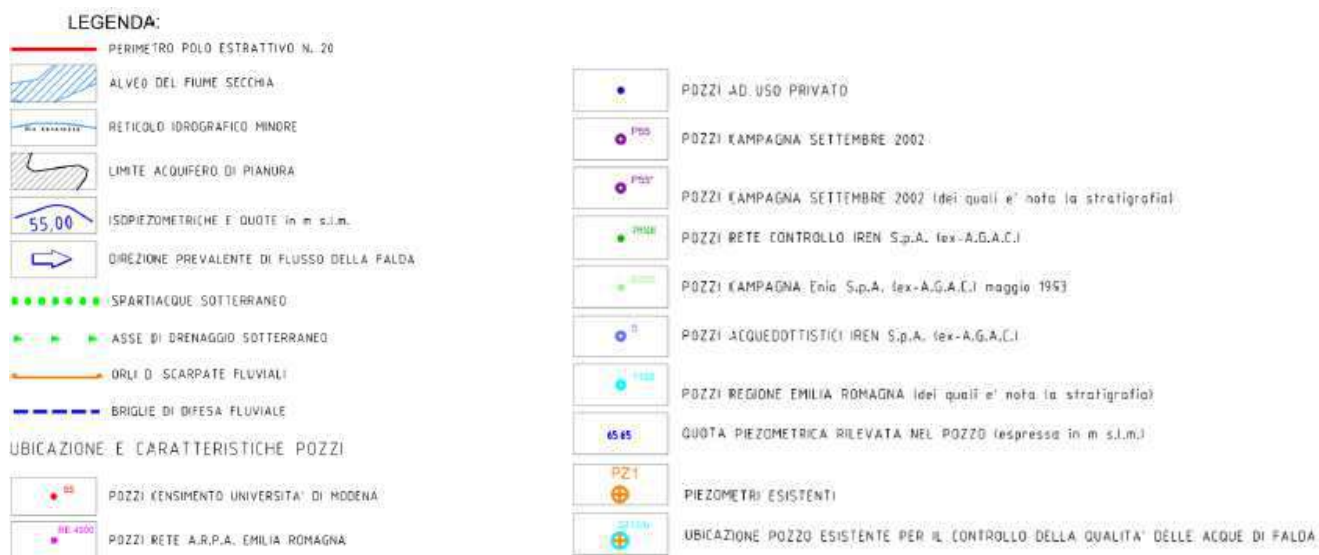 LEGENDA:
PERIMETRO POLO ESTRATTIVO N. 20
ALVEO DEL FIUME SECCHIA
RETICOLO IDROGRAFICO MINORE
LIMITE ACQUIFERO DI PIANURA
55,00
ISOPIEZOMETRICHE E QUOTE in m s.l.m.
DIREZIONE PREVALENTE DI FLUSSO DELLA FALDA
SPARTIACQUE SOTTERRANEO
ASSE DI DRENAGGIO SOTTERRANEO
ORLI DI SCARPATE FLUVIALI
BRIGLIE DI DIFESA FLUVIALE
UBICAZIONE E CARATTERISTICHE POZZI
POZZI CENSIMENTO UNIVERSITA' DI MODENA
POZZI RETE A.R.P.A. EMILIA ROMAGNA
POZZI AD USO PRIVATO
POZZI CAMPAGNA SETTEMBRE 2002
POZZI CAMPAGNA SETTEMBRE 2002 (dei quali e' nota la stratigrafia)
POZZI RETE CONTROLLO IREN S.p.A. (ex-A.G.A.C.)
POZZI CAMPAGNA Enia S.p.A. (ex-A.G.A.C.) maggio 1993
POZZI ACQUEDOTTISTICI IREN S.p.A. (ex-A.G.A.C.)
POZZI REGIONE EMILIA ROMAGNA (dei quali e' nota la stratigrafia)
65.65
QUOTA PIEZOMETRICA RILEVATA NEL POZZO (espressa in m s.l.m.)
PZ1
PIEZOMETRI ESISTENTI
UBICAZIONE POZZO ESISTENTE PER IL CONTROLLO DELLA QUALITA' DELLE ACQUE DI FALDA